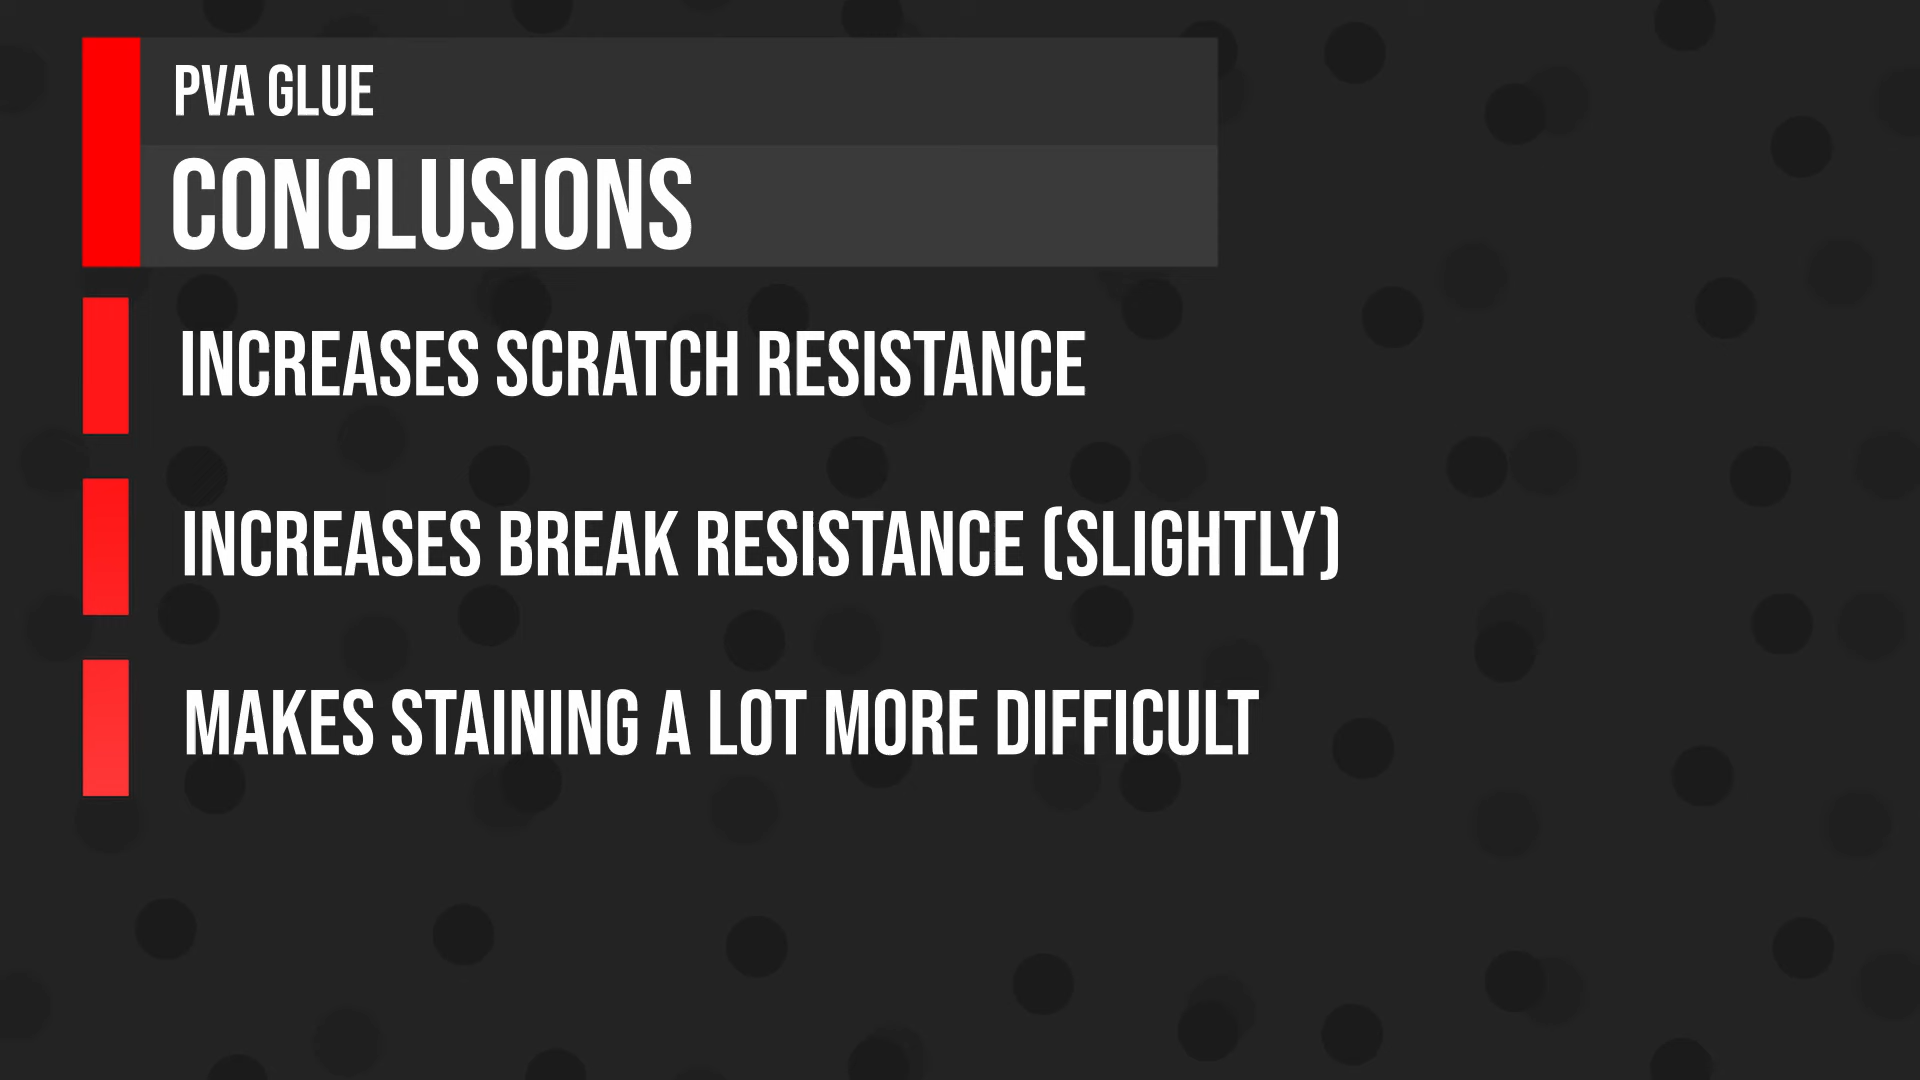 PVA GLUE
CONCLUSIONS
INCREASES SCRATCH RESISTANCE
INCREASES BREAK RESISTANCE (SLIGHTLY)
MAKES STAINING A LOT MORE DIFFICULT